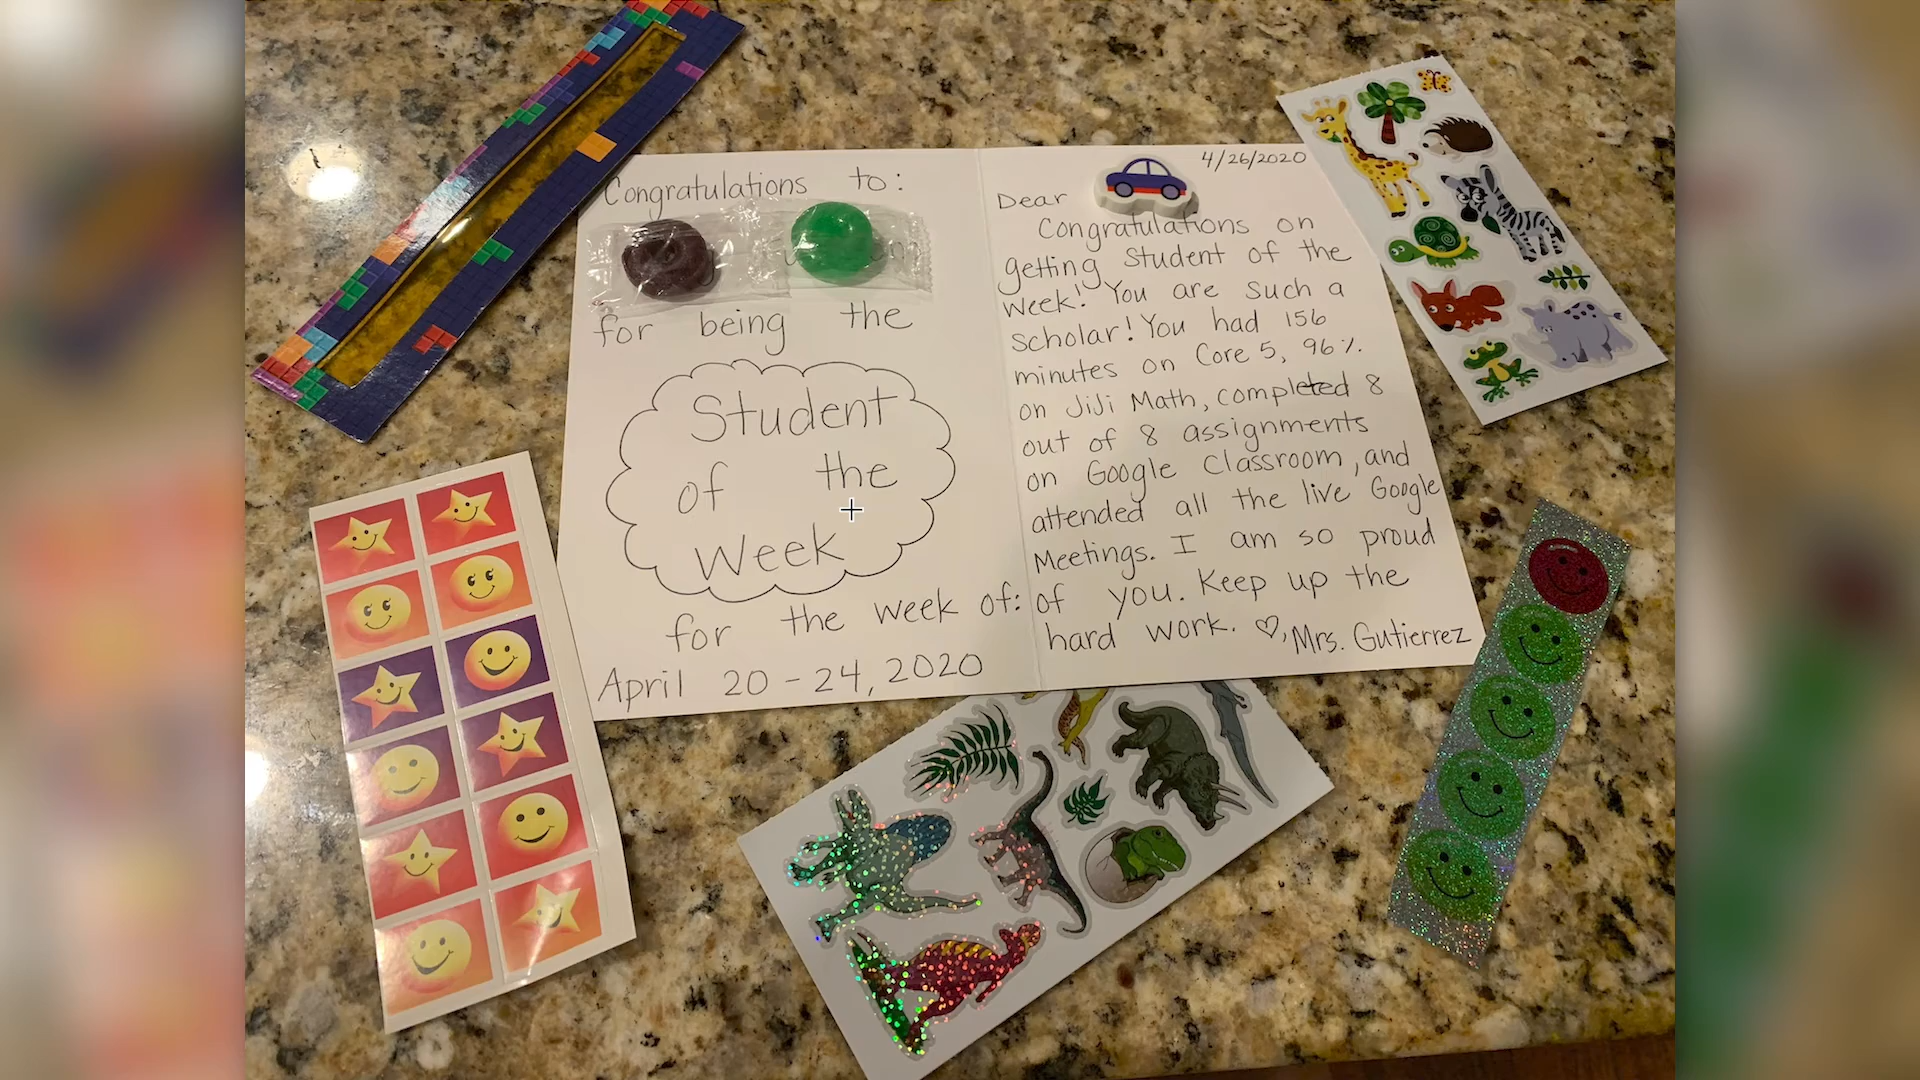 Congratulations to:
for being the
Student
of the
Week
for the week of:
April 20 - 24, 2020
4/26/2020
Dear
Congratulations on
getting Student of the
Week! You are such a
scholar! You had 156
minutes on Core 5, 96%
on JiJi Math, completed 8
out of 8 assignments
on Google Classroom, and
attended all the live Google
Meetings. I am so proud
of you. Keep up the
hard work. ♡, Mrs. Gutierrez